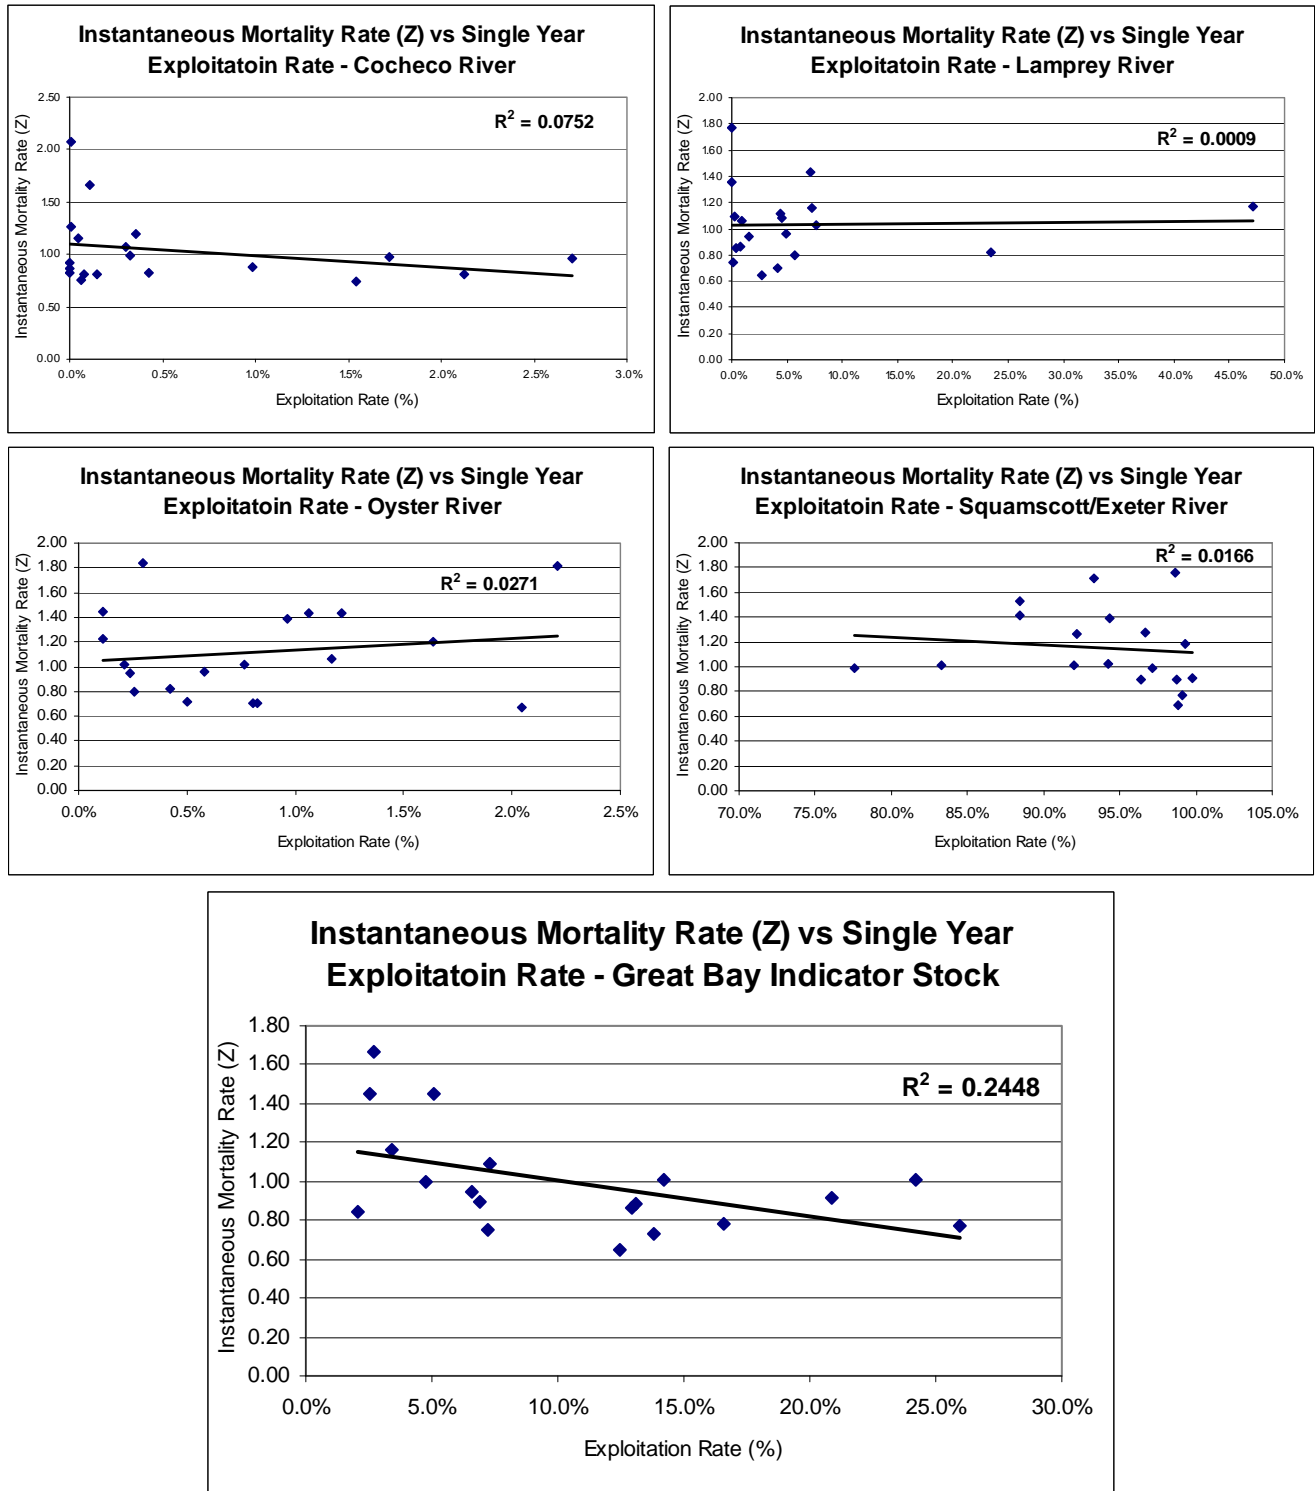 Instantaneous Mortality Rate (Z) vs Single Year
Exploitatoin Rate - Cocheco River
R² = 0.0752
Instantaneous Mortality Rate (Z)
2.50
2.00
1.50
1.00
0.50
0.00
0.0% 0.5% 1.0% 1.5% 2.0% 2.5% 3.0%
Exploitation Rate (%)
Instantaneous Mortality Rate (Z) vs Single Year
Exploitatoin Rate - Lamprey River
R² = 0.0009
Instantaneous Mortality Rate (Z)
2.00
1.80
1.60
1.40
1.20
1.00
0.80
0.60
0.40
0.20
0.00
0.0% 5.0% 10.0% 15.0% 20.0% 25.0% 30.0% 35.0% 40.0% 45.0% 50.0%
Exploitation Rate (%)
Instantaneous Mortality Rate (Z) vs Single Year
Exploitatoin Rate - Oyster River
R² = 0.0271
Instantaneous Mortality Rate (Z)
2.00
1.80
1.60
1.40
1.20
1.00
0.80
0.60
0.40
0.20
0.00
0.0% 0.5% 1.0% 1.5% 2.0% 2.5%
Exploitation Rate (%)
Instantaneous Mortality Rate (Z) vs Single Year
Exploitatoin Rate - Squamscott/Exeter River
R² = 0.0166
Instantaneous Mortality Rate (Z)
2.00
1.80
1.60
1.40
1.20
1.00
0.80
0.60
0.40
0.20
0.00
70.0% 75.0% 80.0% 85.0% 90.0% 95.0% 100.0% 105.0%
Exploitation Rate (%)
Instantaneous Mortality Rate (Z) vs Single Year
Exploitatoin Rate - Great Bay Indicator Stock
R² = 0.2448
Instantaneous Mortality Rate (Z)
1.80
1.60
1.40
1.20
1.00
0.80
0.60
0.40
0.20
0.00
0.0% 5.0% 10.0% 15.0% 20.0% 25.0% 30.0%
Exploitation Rate (%)